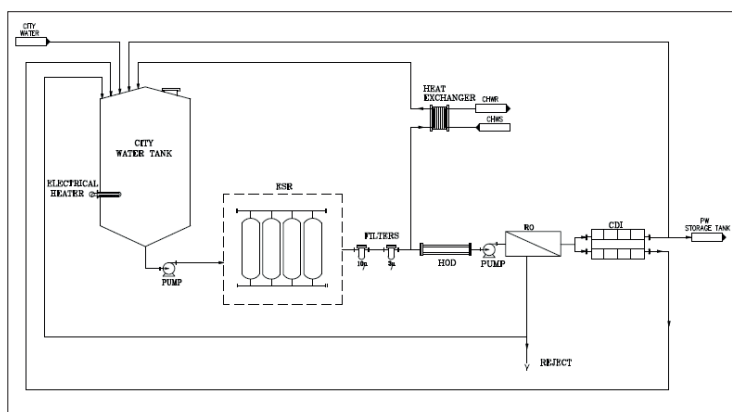 CITY
WATER
CITY
WATER TANK
ELECTRICAL
HEATER
PUMP
ESR
FILTERS
HEAT
EXCHANGER
CHWR
CHWS
HOD
PUMP
RO
CDI
PW
STORAGE TANK
REJECT